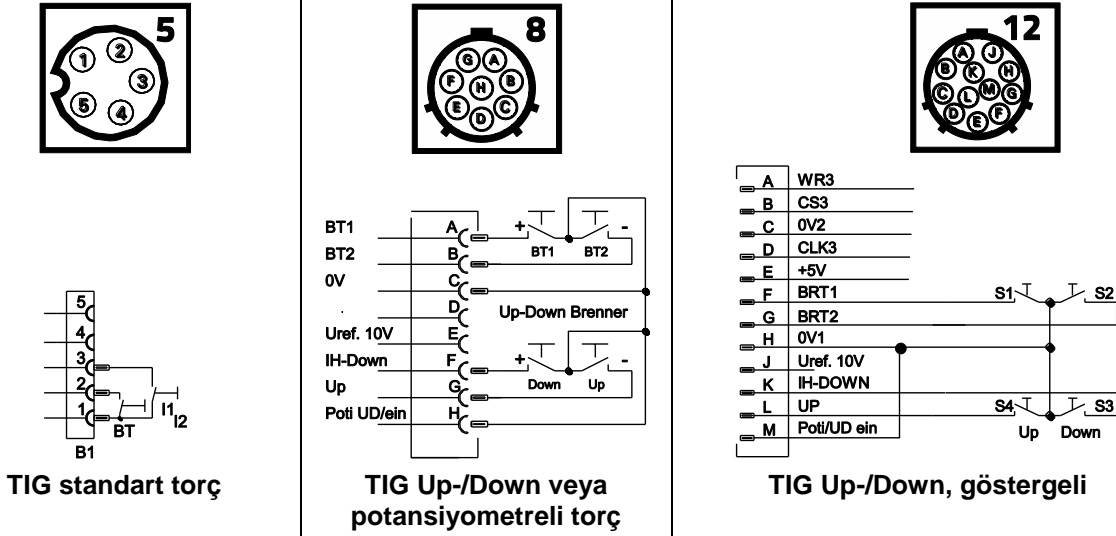 5
1
2
3
4
5
5
4
3
2
1
BT
I1
I2
B1
TIG standart torç
8
G A
F H B
E C
D
BT1 A + - 
BT2 B BT1 BT2
0V C
. D Up-Down Brenner
Uref. 10V E
IH-Down F + -
Up G Down Up
Poti UD/ein H
TIG Up-/Down veya
potansiyometreli torç
12
A J
B K H
C L M G
D E F
A WR3
B CS3
C 0V2
D CLK3
E +5V
F BRT1 S1 S2
G BRT2
H 0V1
J Uref. 10V
K IH-DOWN
L UP S4 S3
M Poti/UD ein Up Down
TIG Up-/Down, göstergeli